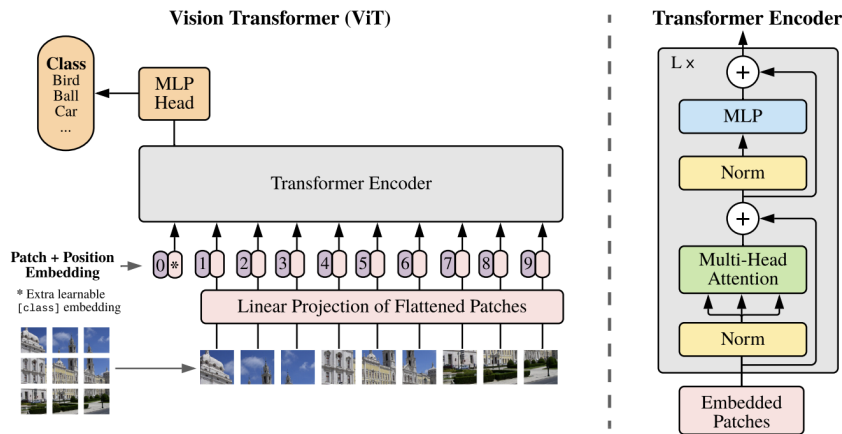 Vision Transformer (ViT)
Transformer Encoder
Class
Bird
Ball
Car
...
MLP
Head
Transformer Encoder
Patch + Position
Embedding
0 * 1 2 3 4 5 6 7 8 9
* Extra learnable
[class] embedding
Linear Projection of Flattened Patches
L x
+
MLP
Norm
+
Multi-Head
Attention
Norm
Embedded
Patches